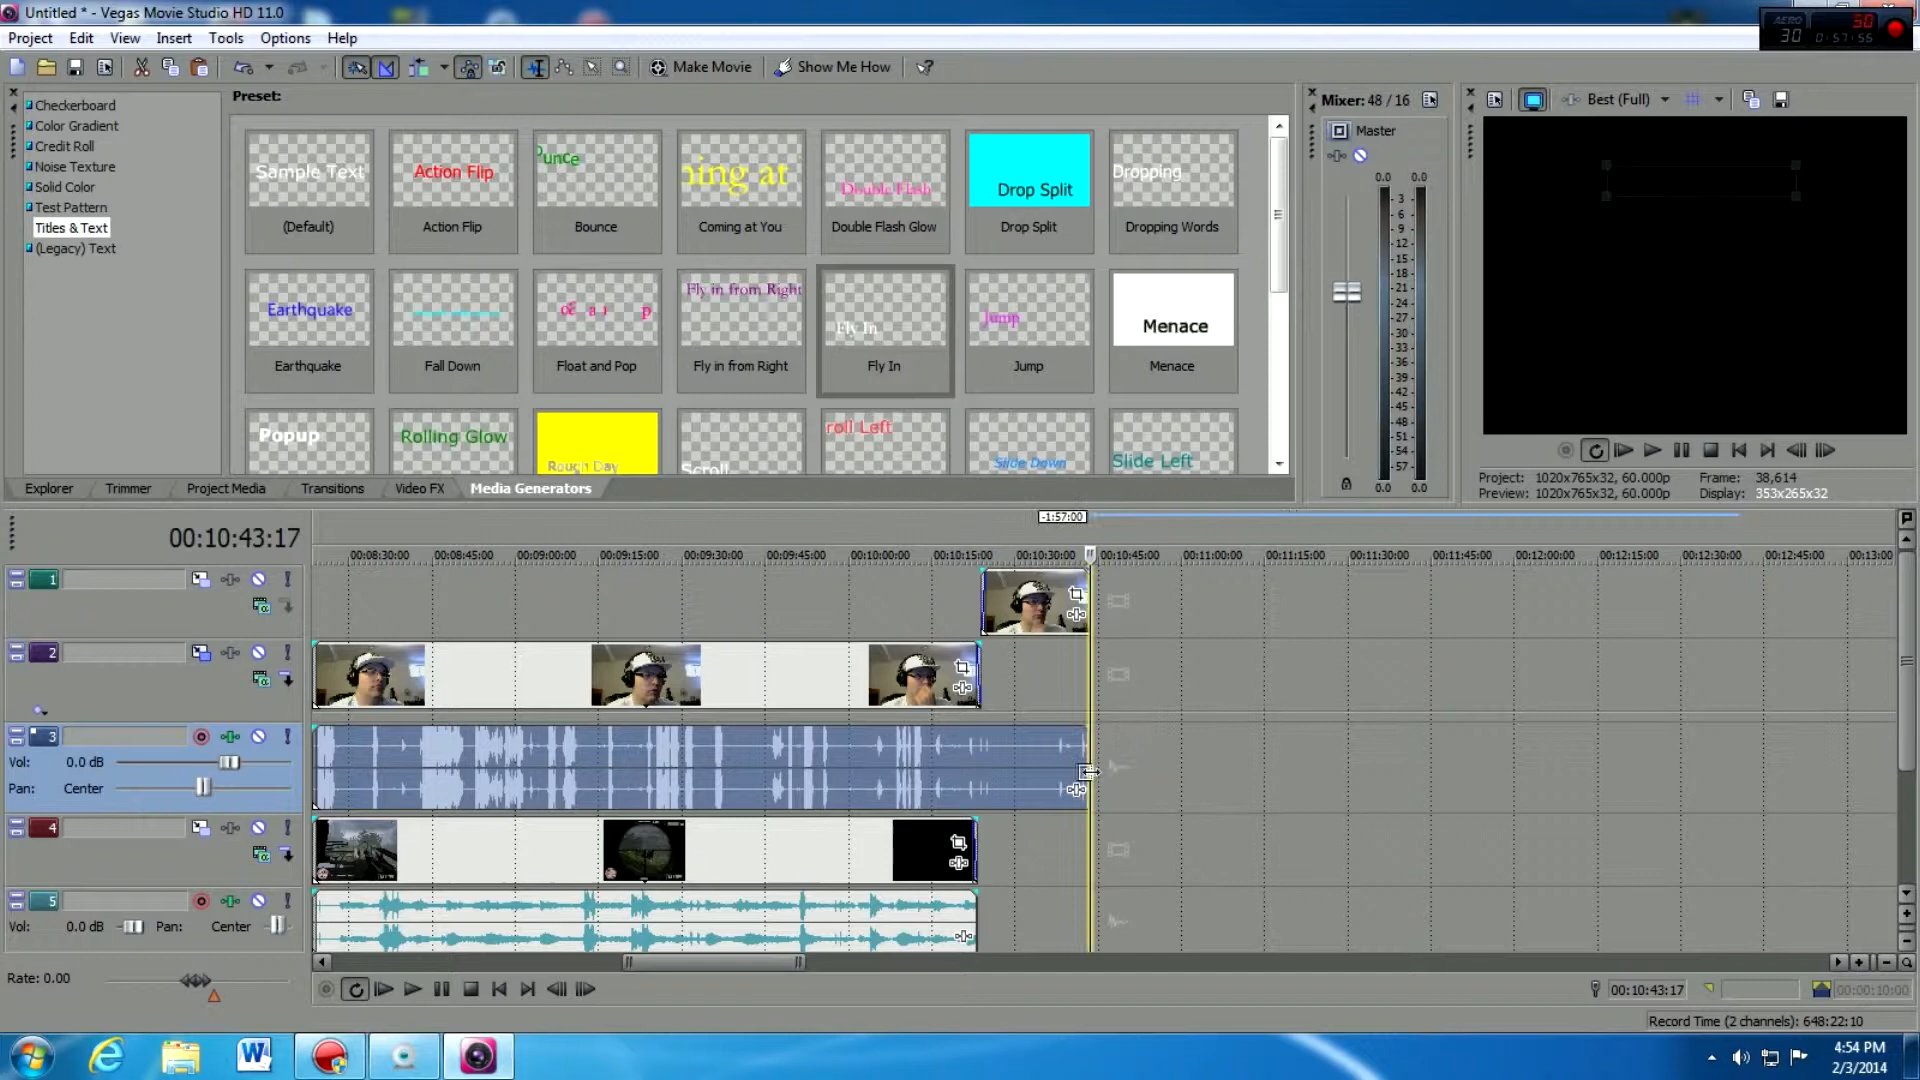 Untitled * - Vegas Movie Studio HD 11.0
AERO
30
50
0:57:55
Project Edit View Insert Tools Options Help
Make Movie
Show Me How
Preset:
Mixer: 48 / 16
Best (Full)
Checkerboard
Color Gradient
Credit Roll
Noise Texture
Solid Color
Test Pattern
Titles & Text
(Legacy) Text
Sample Text
Action Flip
ounce
ning at
Double Flash
Drop Split
Dropping
(Default)
Action Flip
Bounce
Coming at You
Double Flash Glow
Drop Split
Dropping Words
Earthquake
Fly in from Right
Fly In
Jump
Menace
Earthquake
Fall Down
Float and Pop
Fly in from Right
Fly In
Jump
Menace
Popup
Rolling Glow
Rough Day
Scroll
roll Left
Slide Down
Slide Left
Master
0.0 0.0
- 3 -
- 6 -
- 9 -
-12-
-15-
-18-
-21-
-24-
-27-
-30-
-33-
-36-
-39-
-42-
-45-
-48-
-51-
-54-
-57-
0.0 0.0
Project: 1020x765x32, 60.000p
Frame: 38,614
Preview: 1020x765x32, 60.000p
Display: 353x265x32
Explorer Trimmer Project Media Transitions Video FX Media Generators
00:10:43:17
-1:57:00
00:08:30:00 00:08:45:00 00:09:00:00 00:09:15:00 00:09:30:00 00:09:45:00 00:10:00:00 00:10:15:00 00:10:30:00 00:10:45:00 00:11:00:00 00:11:15:00 00:11:30:00 00:11:45:00 00:12:00:00 00:12:15:00 00:12:30:00 00:12:45:00 00:13:00
1
2
3
Vol: 0.0 dB
Pan: Center
4
5
Vol: 0.0 dB Pan: Center
Rate: 0.00
00:10:43:17
00:00:10:00
Record Time (2 channels): 648:22:10
4:54 PM
2/3/2014